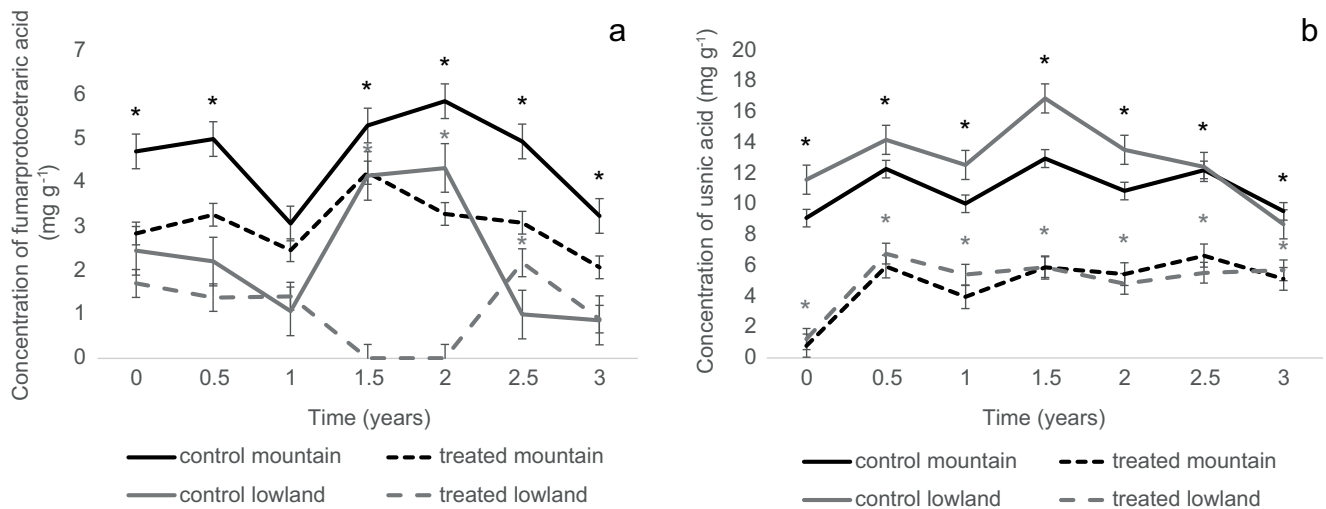 a
Concentration of fumarprotocetraric acid
(mg g⁻¹)
7
6
5
4
3
2
1
0
* * * * * * * * *
0 0.5 1 1.5 2 2.5 3
Time (years)
control mountain treated mountain
control lowland treated lowland
b
Concentration of usnic acid (mg g⁻¹)
20
18
16
14
12
10
8
6
4
2
0
* * * * * * * * * * * * * *
0 0.5 1 1.5 2 2.5 3
Time (years)
control mountain treated mountain
control lowland treated lowland